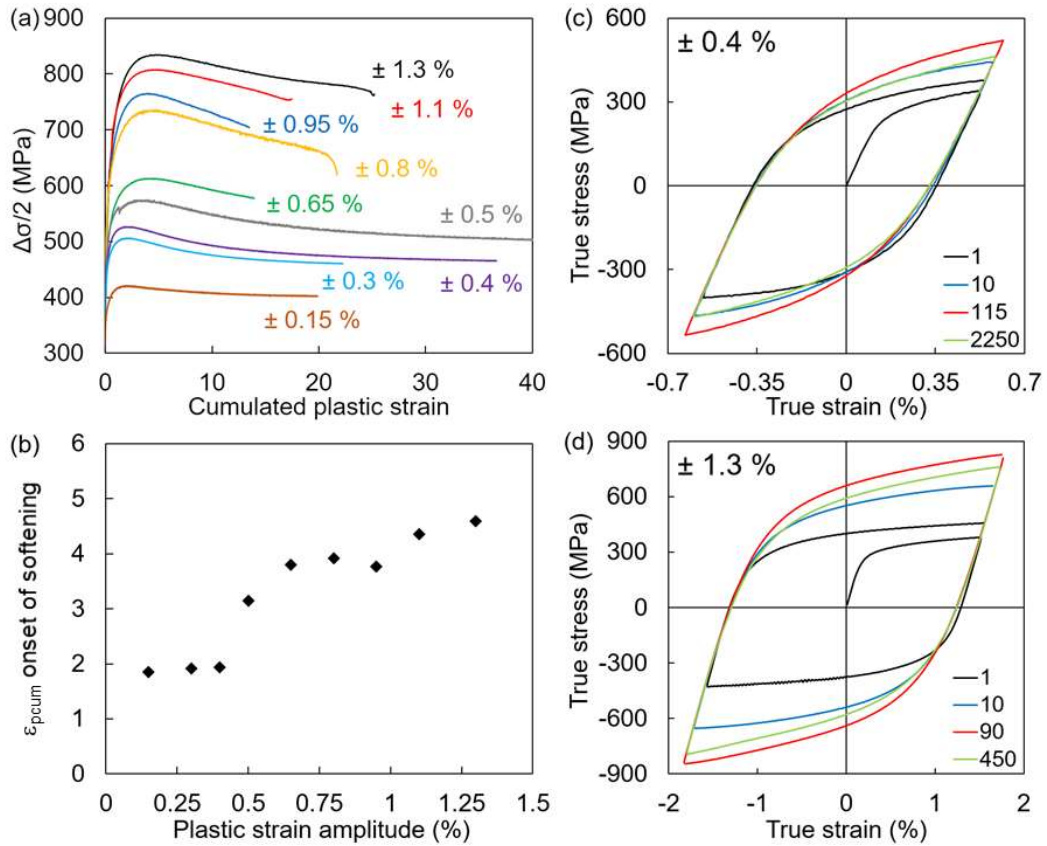 (a)
Δσ/2 (MPa)
900
800
700
600
500
400
300
0
10
20
30
40
Cumulated plastic strain
± 1.3 %
± 1.1 %
± 0.95 %
± 0.8 %
± 0.65 %
± 0.5 %
± 0.4 %
± 0.3 %
± 0.15 %
(c)
± 0.4 %
True stress (MPa)
600
300
0
-300
-600
-0.7
-0.35
0
0.35
0.7
True strain (%)
1
10
115
2250
(b)
εpcum onset of softening
6
5
4
3
2
1
0
0
0.25
0.5
0.75
1
1.25
1.5
Plastic strain amplitude (%)
(d)
± 1.3 %
True stress (MPa)
900
600
300
0
-300
-600
-900
-2
-1
0
1
2
True strain (%)
1
10
90
450